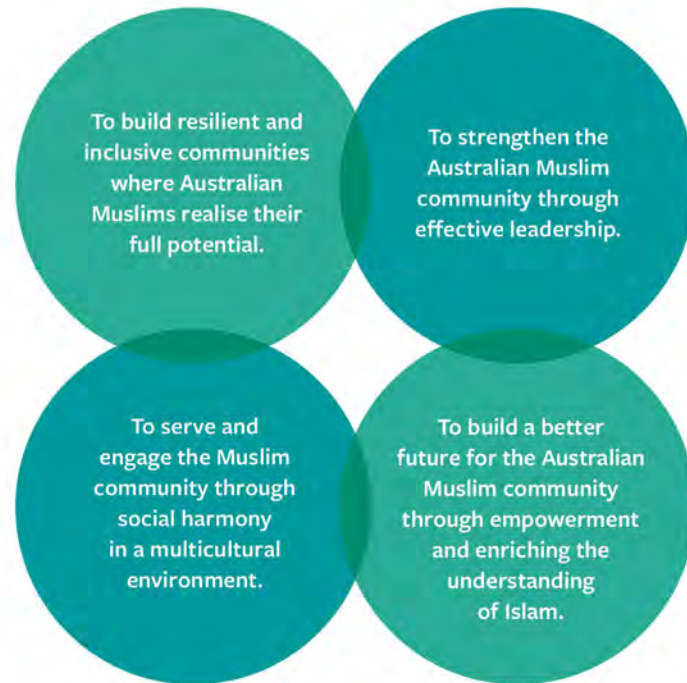 To build resilient and
inclusive communities
where Australian
Muslims realise their
full potential.
To strengthen the
Australian Muslim
community through
effective leadership.
To serve and
engage the Muslim
community through
social harmony
in a multicultural
environment.
To build a better
future for the Australian
Muslim community
through empowerment
and enriching the
understanding
of Islam.